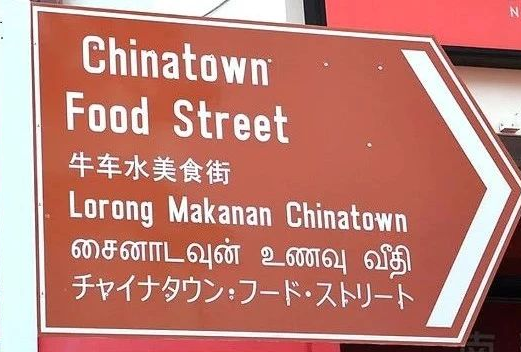 Chinatown
Food Street
牛车水美食街
Lorong Makanan Chinatown
சைனாடவுன் உணவு வீதி
チャイナタウン:フード・ストリート
N